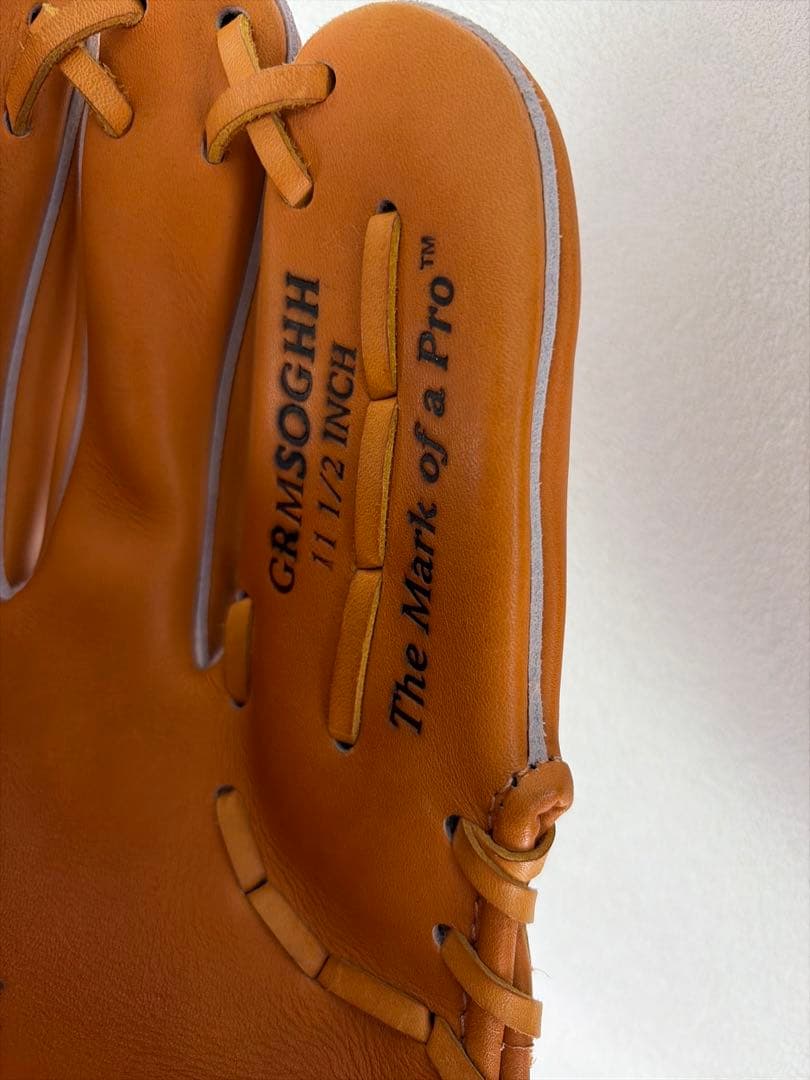 GRMSOGHH
11 1/2 INCH
The Mark of a Pro™